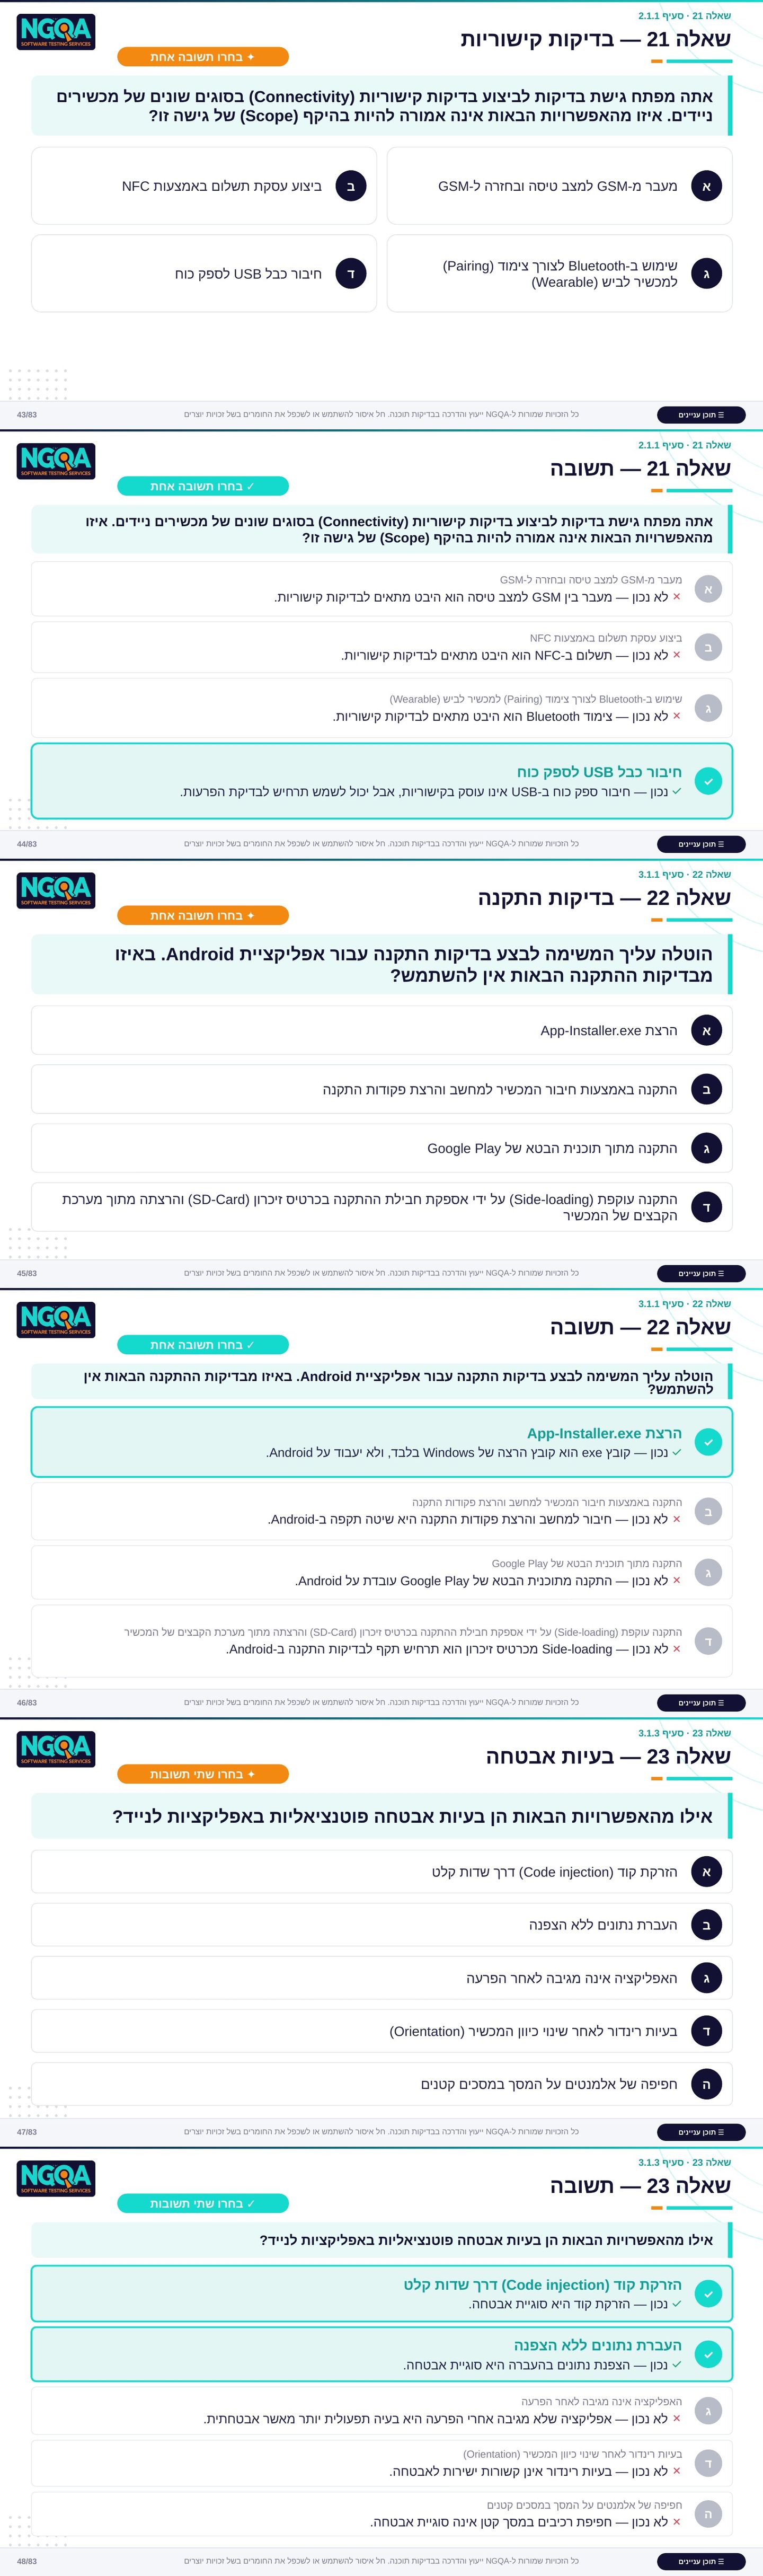 שאלה 21 · סעיף 2.1.1
שאלה 21 — בדיקות קישוריות
NGQA
SOFTWARE TESTING SERVICES
✦ בחרו תשובה אחת
אתה מפתח גישת בדיקות לביצוע בדיקות קישוריות (Connectivity) בסוגים שונים של מכשירים
ניידים. איזו מהאפשרויות הבאות אינה אמורה להיות בהיקף (Scope) של גישה זו?
א
מעבר מ-GSM למצב טיסה ובחזרה ל-GSM
ב
ביצוע עסקת תשלום באמצעות NFC
ג
שימוש ב-Bluetooth לצורך צימוד (Pairing)
למכשיר לביש (Wearable)
ד
חיבור כבל USB לספק כוח
☰ תוכן עניינים
כל הזכויות שמורות ל-NGQA ייעוץ והדרכה בבדיקות תוכנה. חל איסור להשתמש או לשכפל את החומרים בשל זכויות יוצרים
43/83
שאלה 21 · סעיף 2.1.1
שאלה 21 — תשובה
NGQA
SOFTWARE TESTING SERVICES
✓ בחרו תשובה אחת
אתה מפתח גישת בדיקות לביצוע בדיקות קישוריות (Connectivity) בסוגים שונים של מכשירים ניידים. איזו
מהאפשרויות הבאות אינה אמורה להיות בהיקף (Scope) של גישה זו?
א
מעבר מ-GSM למצב טיסה ובחזרה ל-GSM
✕ לא נכון — מעבר בין GSM למצב טיסה הוא היבט מתאים לבדיקות קישוריות.
ב
ביצוע עסקת תשלום באמצעות NFC
✕ לא נכון — תשלום ב-NFC הוא היבט מתאים לבדיקות קישוריות.
ג
שימוש ב-Bluetooth לצורך צימוד (Pairing) למכשיר לביש (Wearable)
✕ לא נכון — צימוד Bluetooth הוא היבט מתאים לבדיקות קישוריות.
✓
חיבור כבל USB לספק כוח
✓ נכון — חיבור ספק כוח ב-USB אינו עוסק בקישוריות, אבל יכול לשמש תרחיש לבדיקת הפרעות.
☰ תוכן עניינים
כל הזכויות שמורות ל-NGQA ייעוץ והדרכה בבדיקות תוכנה. חל איסור להשתמש או לשכפל את החומרים בשל זכויות יוצרים
44/83
שאלה 22 · סעיף 3.1.1
שאלה 22 — בדיקות התקנה
NGQA
SOFTWARE TESTING SERVICES
✦ בחרו תשובה אחת
הוטלה עליך המשימה לבצע בדיקות התקנה עבור אפליקציית Android. באיזו
מבדיקות ההתקנה הבאות אין להשתמש?
א
הרצת App-Installer.exe
ב
התקנה באמצעות חיבור המכשיר למחשב והרצת פקודות התקנה
ג
התקנה מתוך תוכנית הבטא של Google Play
ד
התקנה עוקפת (Side-loading) על ידי אספקת חבילת ההתקנה בכרטיס זיכרון (SD-Card) והרצתה מתוך מערכת
הקבצים של המכשיר
☰ תוכן עניינים
כל הזכויות שמורות ל-NGQA ייעוץ והדרכה בבדיקות תוכנה. חל איסור להשתמש או לשכפל את החומרים בשל זכויות יוצרים
45/83
שאלה 22 · סעיף 3.1.1
שאלה 22 — תשובה
NGQA
SOFTWARE TESTING SERVICES
✓ בחרו תשובה אחת
הוטלה עליך המשימה לבצע בדיקות התקנה עבור אפליקציית Android. באיזו מבדיקות ההתקנה הבאות אין
להשתמש?
✓
הרצת App-Installer.exe
✓ נכון — קובץ exe הוא קובץ הרצה של Windows בלבד, ולא יעבוד על Android.
ב
התקנה באמצעות חיבור המכשיר למחשב והרצת פקודות התקנה
✕ לא נכון — חיבור למחשב והרצת פקודות התקנה היא שיטה תקפה ב-Android.
ג
התקנה מתוך תוכנית הבטא של Google Play
✕ לא נכון — התקנה מתוכנית הבטא של Google Play עובדת על Android.
ד
התקנה עוקפת (Side-loading) על ידי אספקת חבילת ההתקנה בכרטיס זיכרון (SD-Card) והרצתה מתוך מערכת הקבצים של המכשיר
✕ לא נכון — Side-loading מכרטיס זיכרון הוא תרחיש תקף לבדיקות התקנה ב-Android.
☰ תוכן עניינים
כל הזכויות שמורות ל-NGQA ייעוץ והדרכה בבדיקות תוכנה. חל איסור להשתמש או לשכפל את החומרים בשל זכויות יוצרים
46/83
שאלה 23 · סעיף 3.1.3
שאלה 23 — בעיות אבטחה
NGQA
SOFTWARE TESTING SERVICES
✦ בחרו שתי תשובות
אילו מהאפשרויות הבאות הן בעיות אבטחה פוטנציאליות באפליקציות לנייד?
א
הזרקת קוד (Code injection) דרך שדות קלט
ב
העברת נתונים ללא הצפנה
ג
האפליקציה אינה מגיבה לאחר הפרעה
ד
בעיות רינדור לאחר שינוי כיוון המכשיר (Orientation)
ה
חפיפה של אלמנטים על המסך במסכים קטנים
☰ תוכן עניינים
כל הזכויות שמורות ל-NGQA ייעוץ והדרכה בבדיקות תוכנה. חל איסור להשתמש או לשכפל את החומרים בשל זכויות יוצרים
47/83
שאלה 23 · סעיף 3.1.3
שאלה 23 — תשובה
NGQA
SOFTWARE TESTING SERVICES
✓ בחרו שתי תשובות
אילו מהאפשרויות הבאות הן בעיות אבטחה פוטנציאליות באפליקציות לנייד?
✓
הזרקת קוד (Code injection) דרך שדות קלט
✓ נכון — הזרקת קוד היא סוגיית אבטחה.
✓
העברת נתונים ללא הצפנה
✓ נכון — הצפנת נתונים בהעברה היא סוגיית אבטחה.
ג
האפליקציה אינה מגיבה לאחר הפרעה
✕ לא נכון — אפליקציה שלא מגיבה אחרי הפרעה היא בעיה תפעולית יותר מאשר אבטחתית.
ד
בעיות רינדור לאחר שינוי כיוון המכשיר (Orientation)
✕ לא נכון — בעיות רינדור אינן קשורות ישירות לאבטחה.
ה
חפיפה של אלמנטים על המסך במסכים קטנים
✕ לא נכון — חפיפת רכיבים במסך קטן אינה סוגיית אבטחה.
☰ תוכן עניינים
כל הזכויות שמורות ל-NGQA ייעוץ והדרכה בבדיקות תוכנה. חל איסור להשתמש או לשכפל את החומרים בשל זכויות יוצרים
48/83